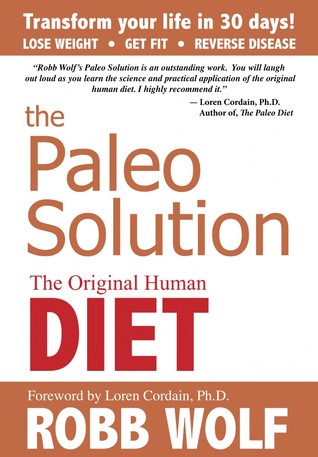 Transform your life in 30 days!
LOSE WEIGHT • GET FIT • REVERSE DISEASE
“Robb Wolf’s Paleo Solution is an outstanding work. You will laugh
out loud as you learn the science and practical application of the original
human diet. I highly recommend it.”
— Loren Cordain, Ph.D.
Author of, The Paleo Diet
the
Paleo
Solution
The Original Human
DIET
Foreword by Loren Cordain, Ph.D.
ROBB WOLF